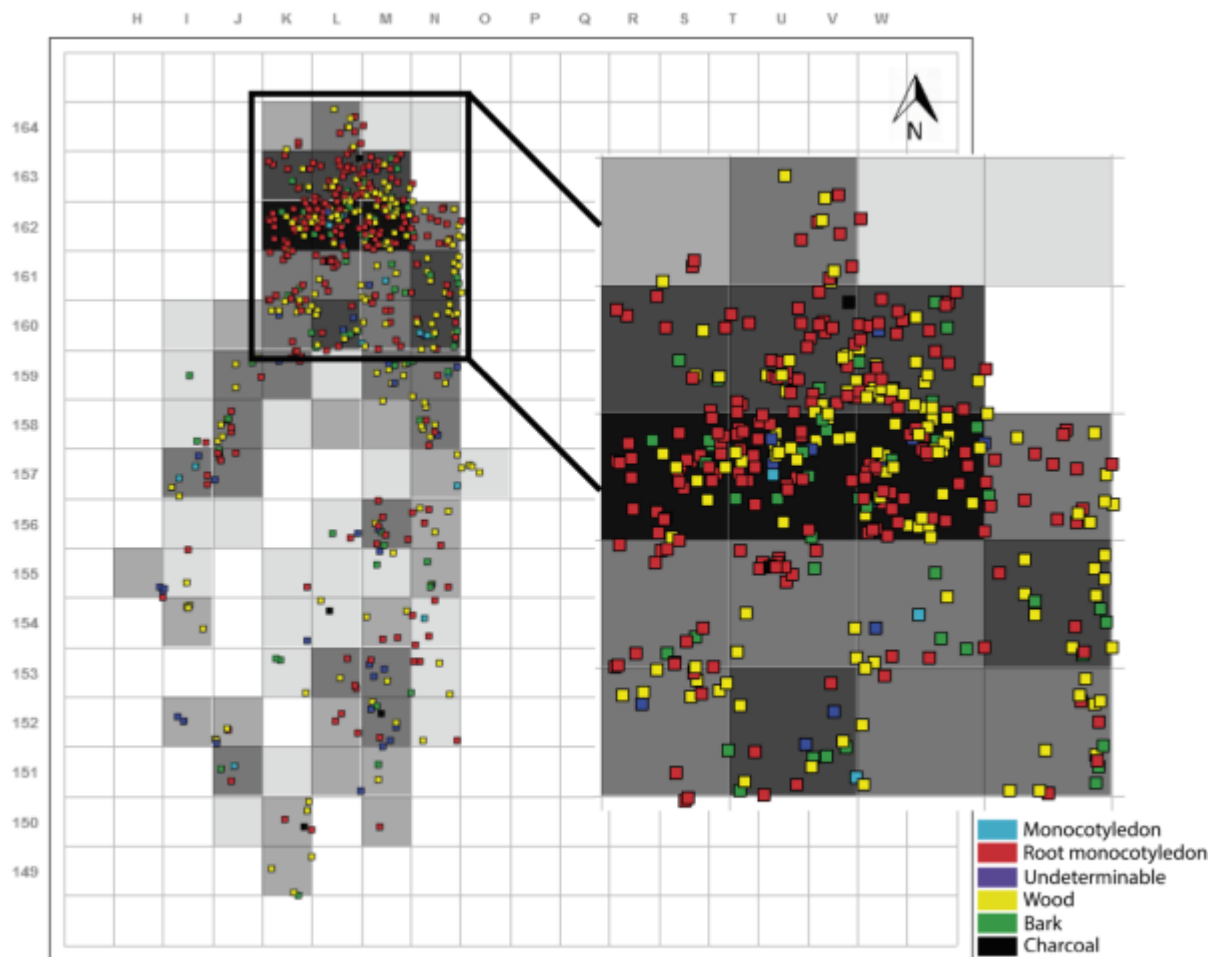 H I J K L M N O P Q R S T U V W
N
164
163
162
161
160
159
158
157
156
155
154
153
152
151
150
149
Monocotyledon
Root monocotyledon
Undeterminable
Wood
Bark
Charcoal